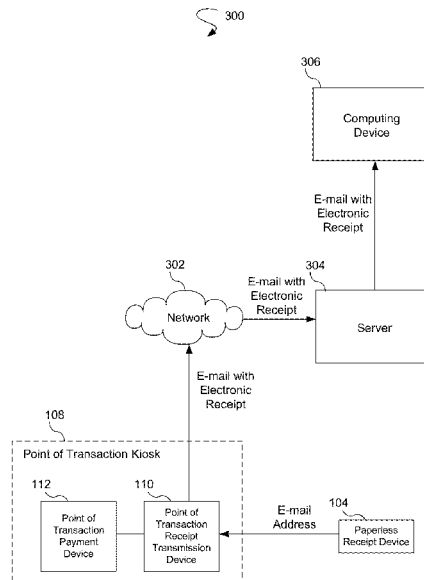 300
306
Computing
Device
E-mail with
Electronic
Receipt
302
Network
E-mail with
Electronic
Receipt
304
Server
E-mail with
Electronic
Receipt
108
Point of Transaction Kiosk
112
Point of
Transaction
Payment
Device
110
Point of
Transaction
Receipt
Transmission
Device
E-mail
Address
104
Paperless
Receipt Device